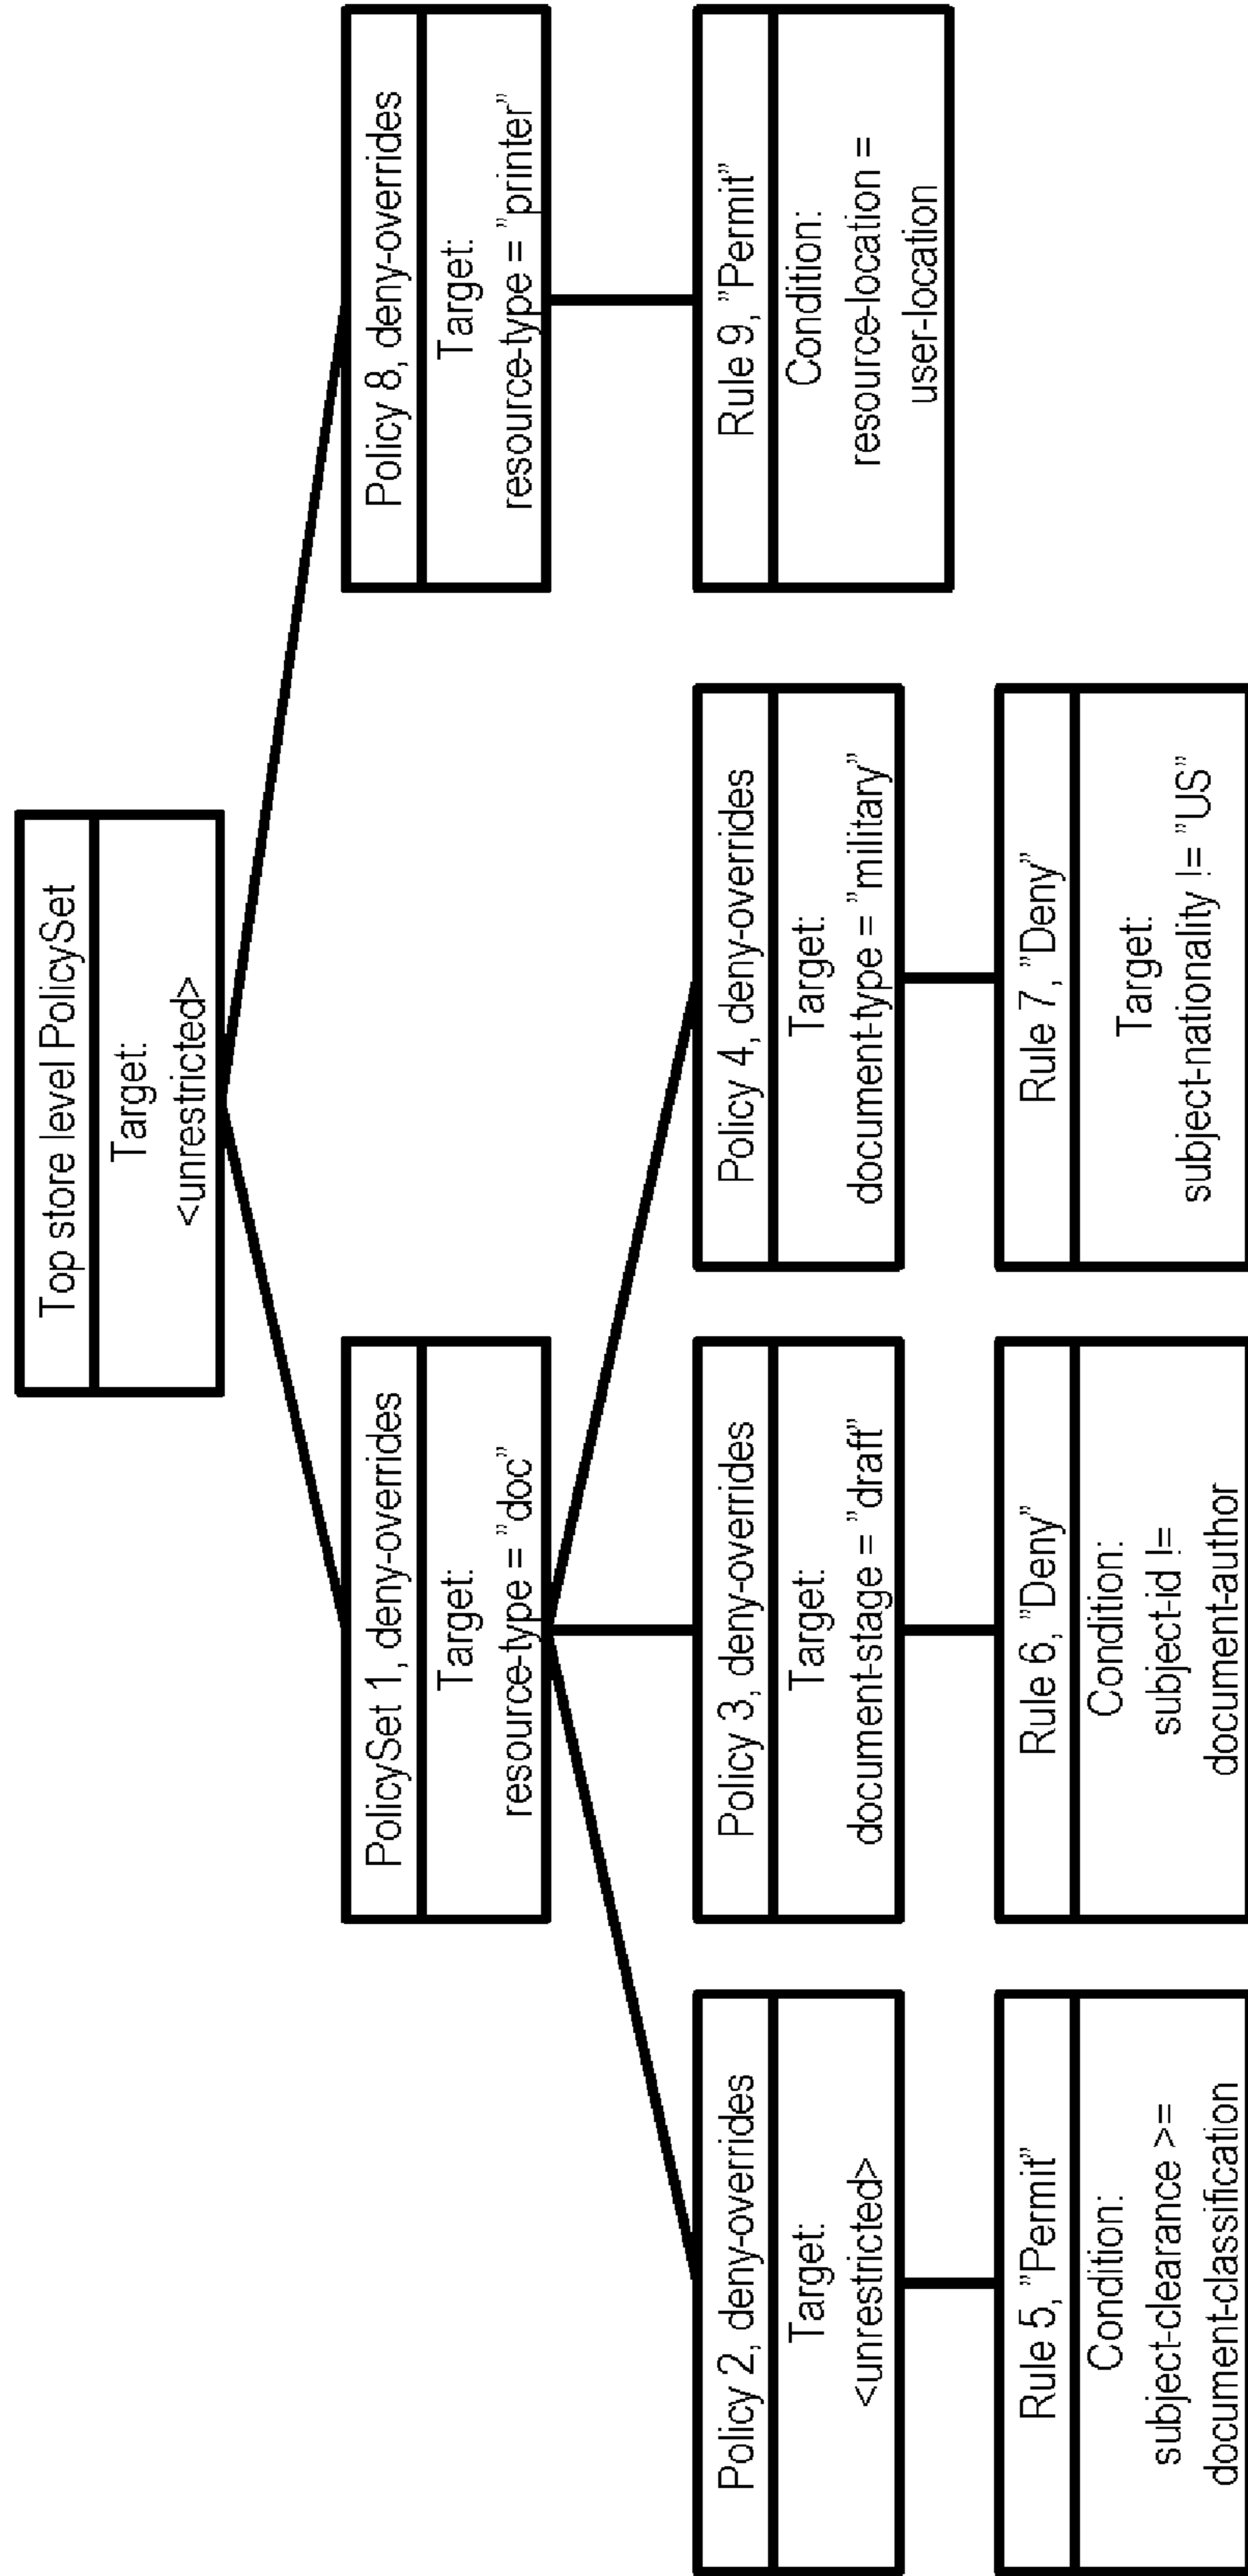 Top store level PolicySet
Target:
<unrestricted>
PolicySet 1, deny-overrides
Target:
resource-type = ”doc”
Policy 8, deny-overrides
Target:
resource-type = ”printer”
Policy 2, deny-overrides
Target:
<unrestricted>
Policy 3, deny-overrides
Target:
document-stage = ”draft”
Policy 4, deny-overrides
Target:
document-type = ”military”
Rule 9, ”Permit”
Condition:
resource-location =
user-location
Rule 5, ”Permit”
Condition:
subject-clearance >=
document-classification
Rule 6, ”Deny”
Condition:
subject-id !=
document-author
Rule 7, ”Deny”
Target:
subject-nationality != ”US”